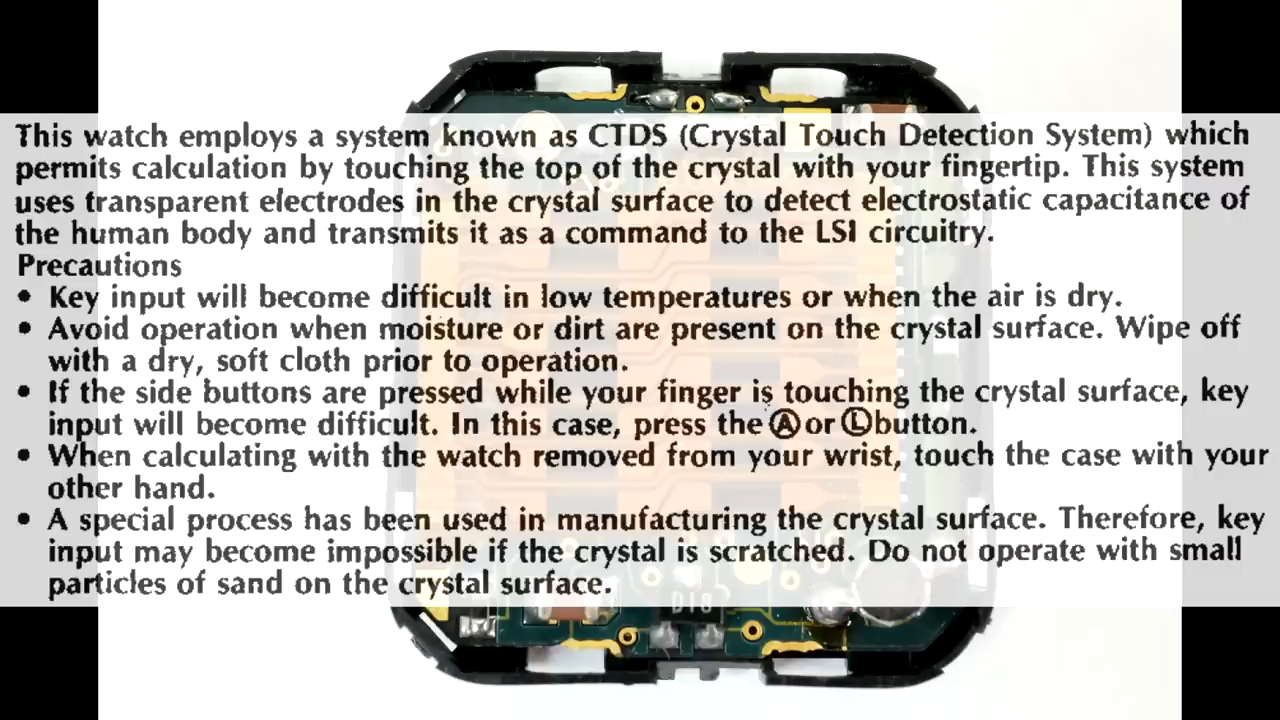 This watch employs a system known as CTDS (Crystal Touch Detection System) which
permits calculation by touching the top of the crystal with your fingertip. This system
uses transparent electrodes in the crystal surface to detect electrostatic capacitance of
the human body and transmits it as a command to the LSI circuitry.
Precautions
• Key input will become difficult in low temperatures or when the air is dry.
• Avoid operation when moisture or dirt are present on the crystal surface. Wipe off
with a dry, soft cloth prior to operation.
• If the side buttons are pressed while your finger is touching the crystal surface, key
input will become difficult. In this case, press the Ⓐ or Ⓛ button.
• When calculating with the watch removed from your wrist, touch the case with your
other hand.
• A special process has been used in manufacturing the crystal surface. Therefore, key
input may become impossible if the crystal is scratched. Do not operate with small
particles of sand on the crystal surface.
D18